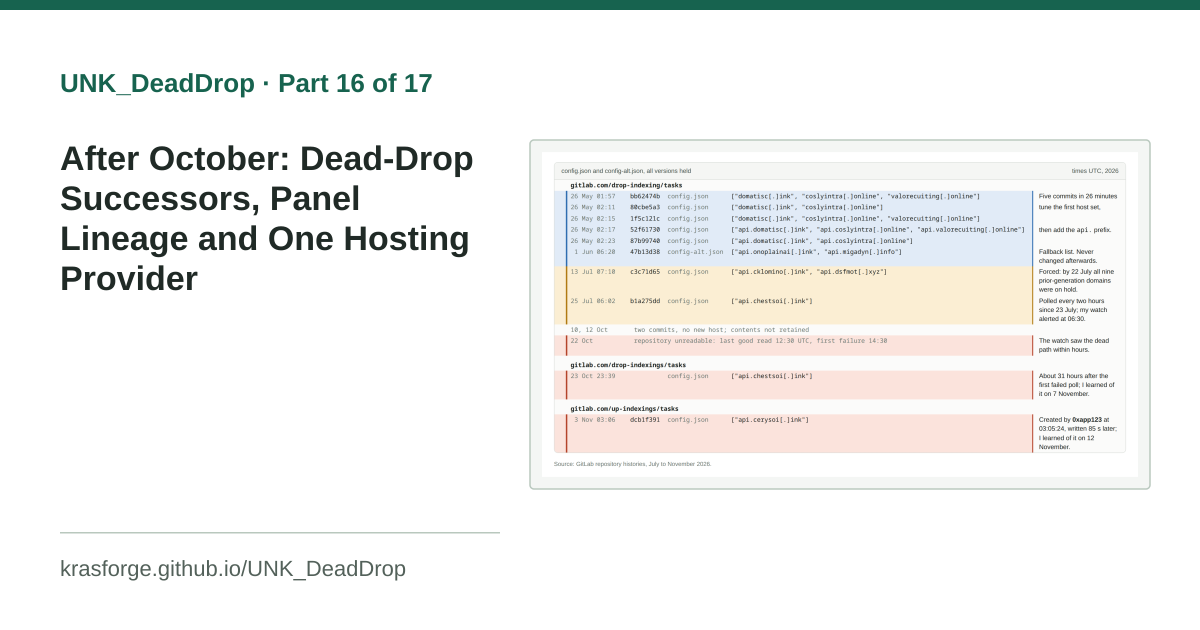 UNK_DeadDrop · Part 16 of 17
After October: Dead-Drop
Successors, Panel
Lineage and One Hosting
Provider
krasforge.github.io/UNK_DeadDrop
config.json and config-alt.json, all versions held times UTC, 2026
gitlab.com/drop-indexing/tasks
26 May 01:57 bb62474b config.json ["domatisc[.]ink", "coslyintra[.]online", "valorecuiting[.]online"] Five commits in 26 minutes
26 May 02:11 80cbe5a3 config.json ["domatisc[.]ink", "coslyintra[.]online"] tune the first host set,
26 May 02:15 1f5c121c config.json ["domatisc[.]ink", "coslyintra[.]online", "valorecuiting[.]online"]
26 May 02:17 52f61730 config.json ["api.domatisc[.]ink", "api.coslyintra[.]online", "api.valorecuiting[.]online"] then add the api. prefix.
26 May 02:23 87b99740 config.json ["api.domatisc[.]ink", "api.coslyintra[.]online"]
1 Jun 06:20 47b13d38 config-alt.json ["api.onoplainai[.]ink", "api.migadyn[.]info"] Fallback list. Never
changed afterwards.
13 Jul 07:10 c3c71d65 config.json ["api.cklomino[.]ink", "api.dsfmot[.]xyz"] Forced: by 22 July all nine
prior-generation domains
were on hold.
25 Jul 06:02 b1a275dd config.json ["api.chestsoi[.]ink"] Polled every two hours
since 23 July; my watch
alerted at 06:30.
10, 12 Oct two commits, no new host; contents not retained
22 Oct repository unreadable: last good read 12:30 UTC, first failure 14:30 The watch saw the dead
path within hours.
gitlab.com/drop-indexings/tasks
23 Oct 23:39 config.json ["api.chestsoi[.]ink"] About 31 hours after the
first failed poll; I learned of
it on 7 November.
gitlab.com/up-indexings/tasks
3 Nov 03:06 dcb1f391 config.json ["api.cezysoi[.]ink"] Created by 0xapp123 at
03:05:24, written 85 s later;
I learned of it on 12
November.
Source: GitLab repository histories, July to November 2026.